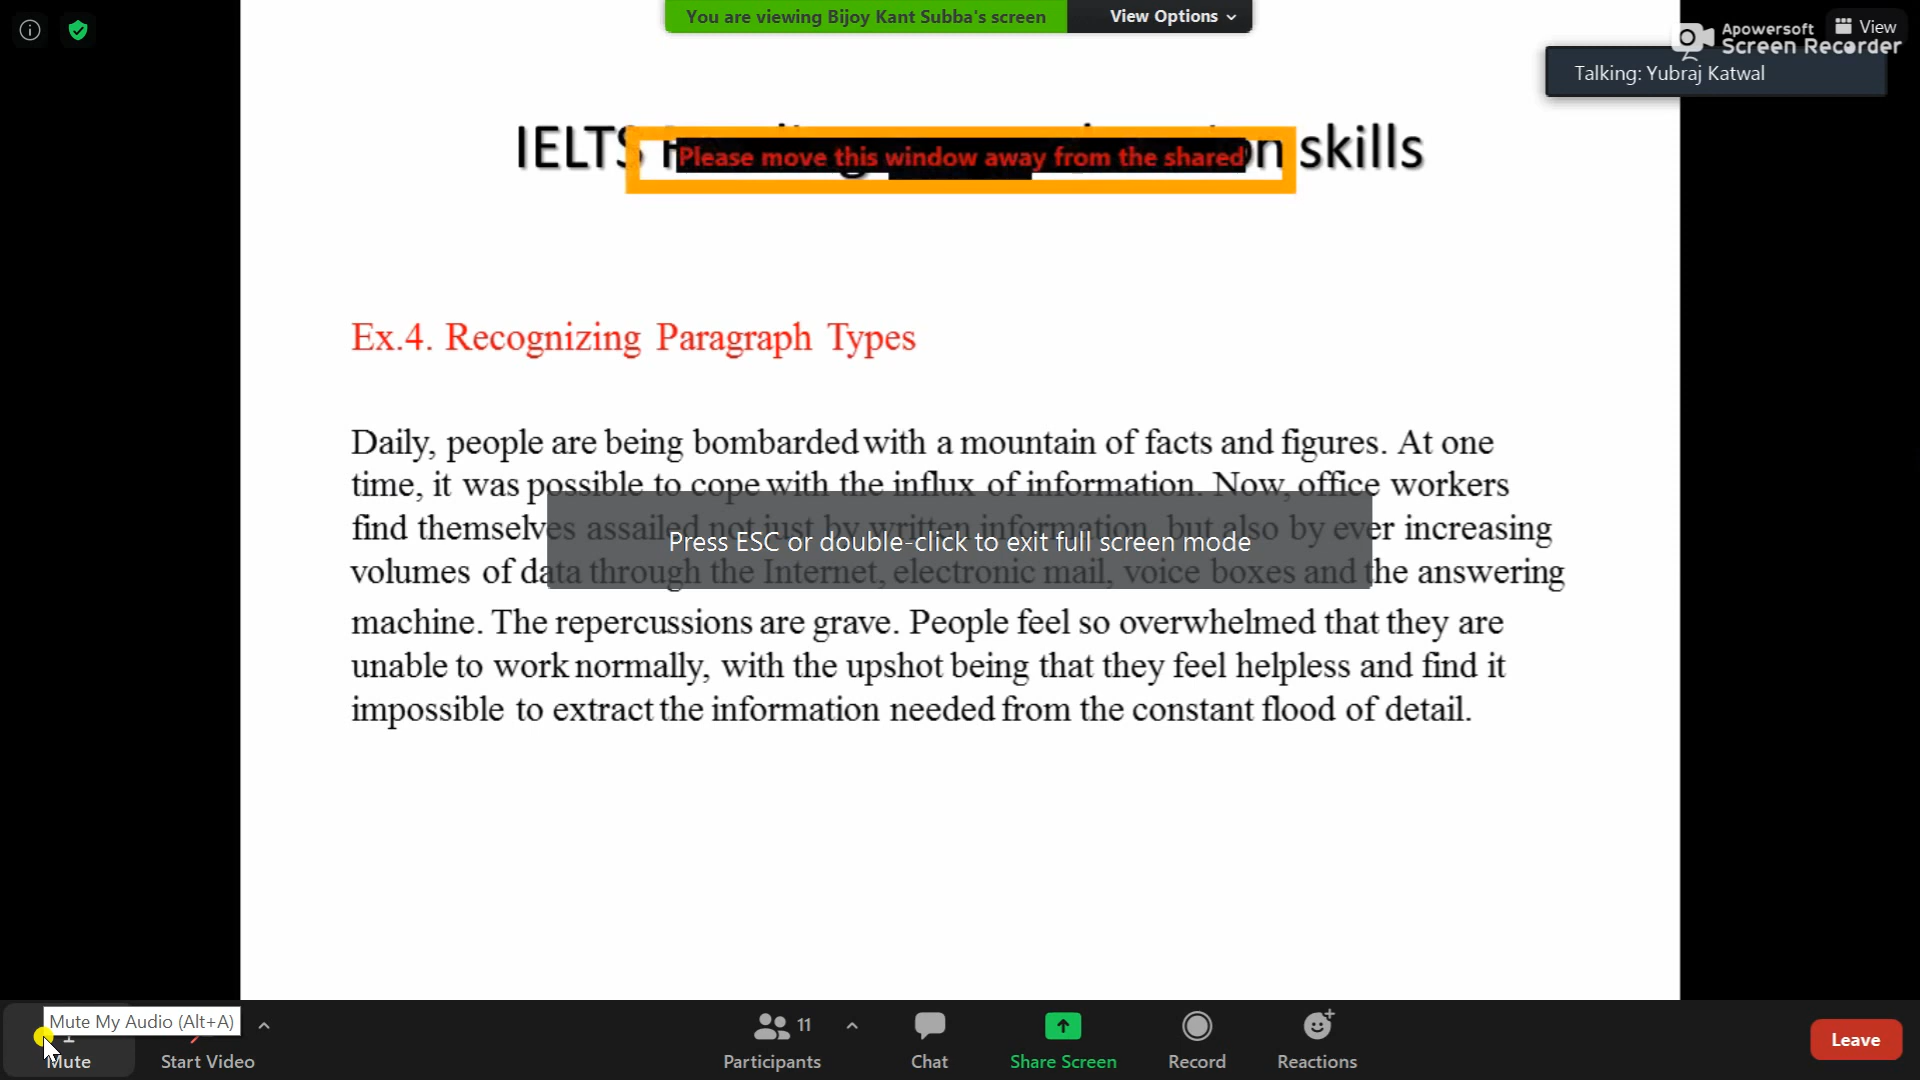 You are viewing Bijoy Kant Subba's screen
View Options
View
Apowersoft
Screen Recorder
Talking: Yubraj Katwal
IELTS skills
Please move this window away from the shared
Ex.4. Recognizing Paragraph Types
Daily, people are being bombarded with a mountain of facts and figures. At one
time, it was possible to cope with the influx of information. Now, office workers
find themselves assailed not just by written information, but also by ever increasing
Press ESC or double-click to exit full screen mode
volumes of data through the Internet, electronic mail, voice boxes and the answering
machine. The repercussions are grave. People feel so overwhelmed that they are
unable to work normally, with the upshot being that they feel helpless and find it
impossible to extract the information needed from the constant flood of detail.
Mute My Audio (Alt+A)
Mute
Start Video
11
Participants
Chat
Share Screen
Record
Reactions
Leave